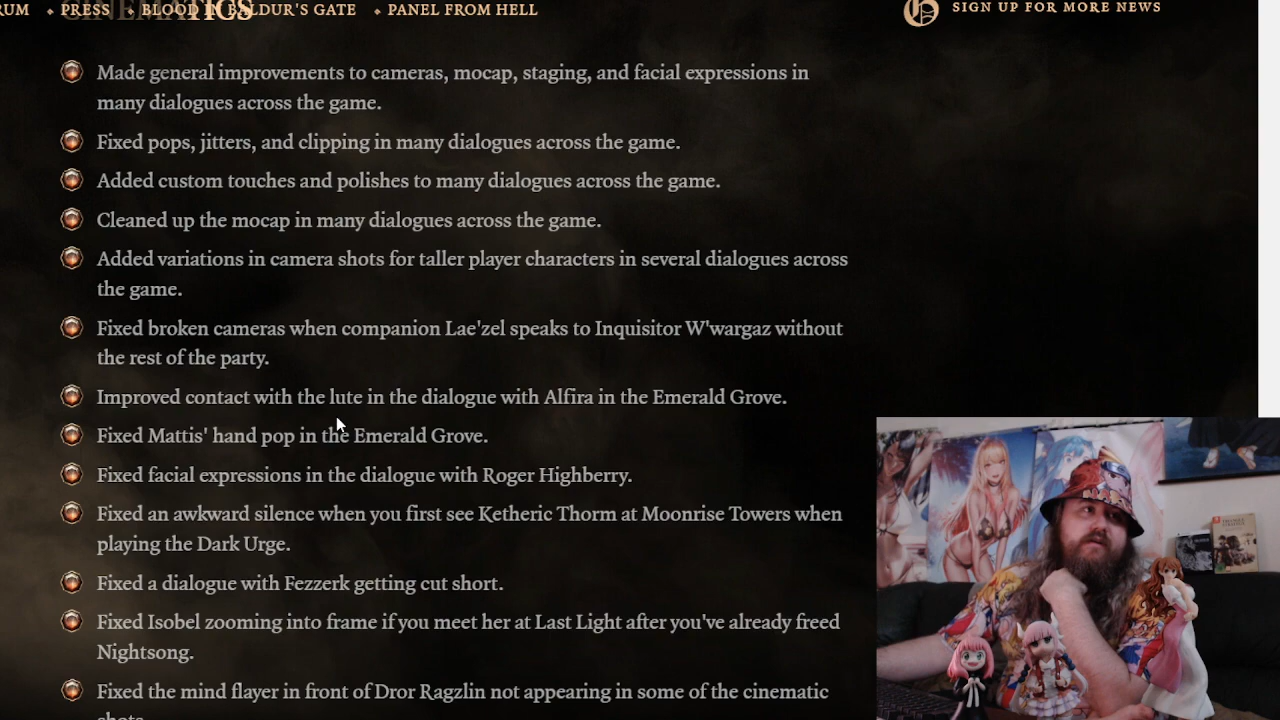 RUM
PRESS
CINEMATICS
BLOOD IN BALDUR'S GATE
PANEL FROM HELL
SIGN UP FOR MORE NEWS
Made general improvements to cameras, mocap, staging, and facial expressions in
many dialogues across the game.
Fixed pops, jitters, and clipping in many dialogues across the game.
Added custom touches and polishes to many dialogues across the game.
Cleaned up the mocap in many dialogues across the game.
Added variations in camera shots for taller player characters in several dialogues across
the game.
Fixed broken cameras when companion Lae'zel speaks to Inquisitor W'wargaz without
the rest of the party.
Improved contact with the lute in the dialogue with Alfira in the Emerald Grove.
Fixed Mattis' hand pop in the Emerald Grove.
Fixed facial expressions in the dialogue with Roger Highberry.
Fixed an awkward silence when you first see Ketheric Thorm at Moonrise Towers when
playing the Dark Urge.
Fixed a dialogue with Fezzerk getting cut short.
Fixed Isobel zooming into frame if you meet her at Last Light after you've already freed
Nightsong.
Fixed the mind flayer in front of Dror Ragzlin not appearing in some of the cinematic
shots.